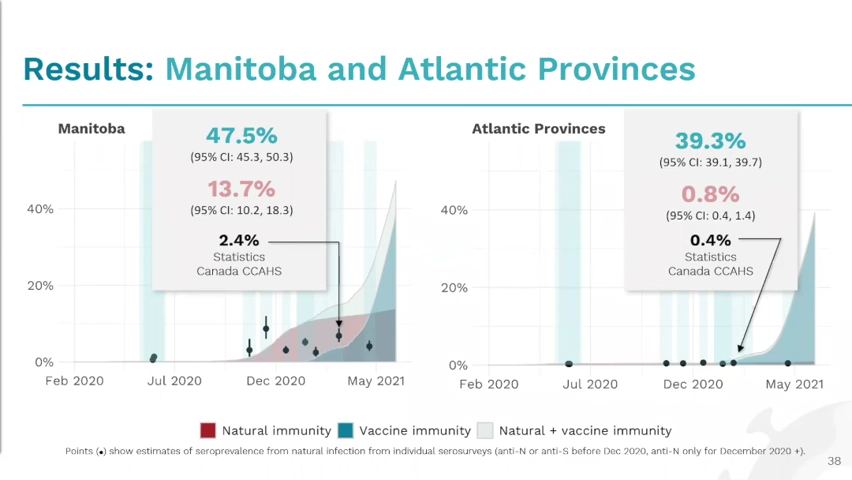 Results: Manitoba and Atlantic Provinces
Manitoba
47.5%
(95% CI: 45.3, 50.3)
13.7%
(95% CI: 10.2, 18.3)
2.4%
Statistics
Canada CCAHS
40%
20%
0%
Feb 2020
Jul 2020
Dec 2020
May 2021
Atlantic Provinces
39.3%
(95% CI: 39.1, 39.7)
0.8%
(95% CI: 0.4, 1.4)
0.4%
Statistics
Canada CCAHS
40%
20%
0%
Feb 2020
Jul 2020
Dec 2020
May 2021
Natural immunity
Vaccine immunity
Natural + vaccine immunity
Points (•) show estimates of seroprevalence from natural infection from individual serosurveys (anti-N or anti-S before Dec 2020, anti-N only for December 2020 +).
38